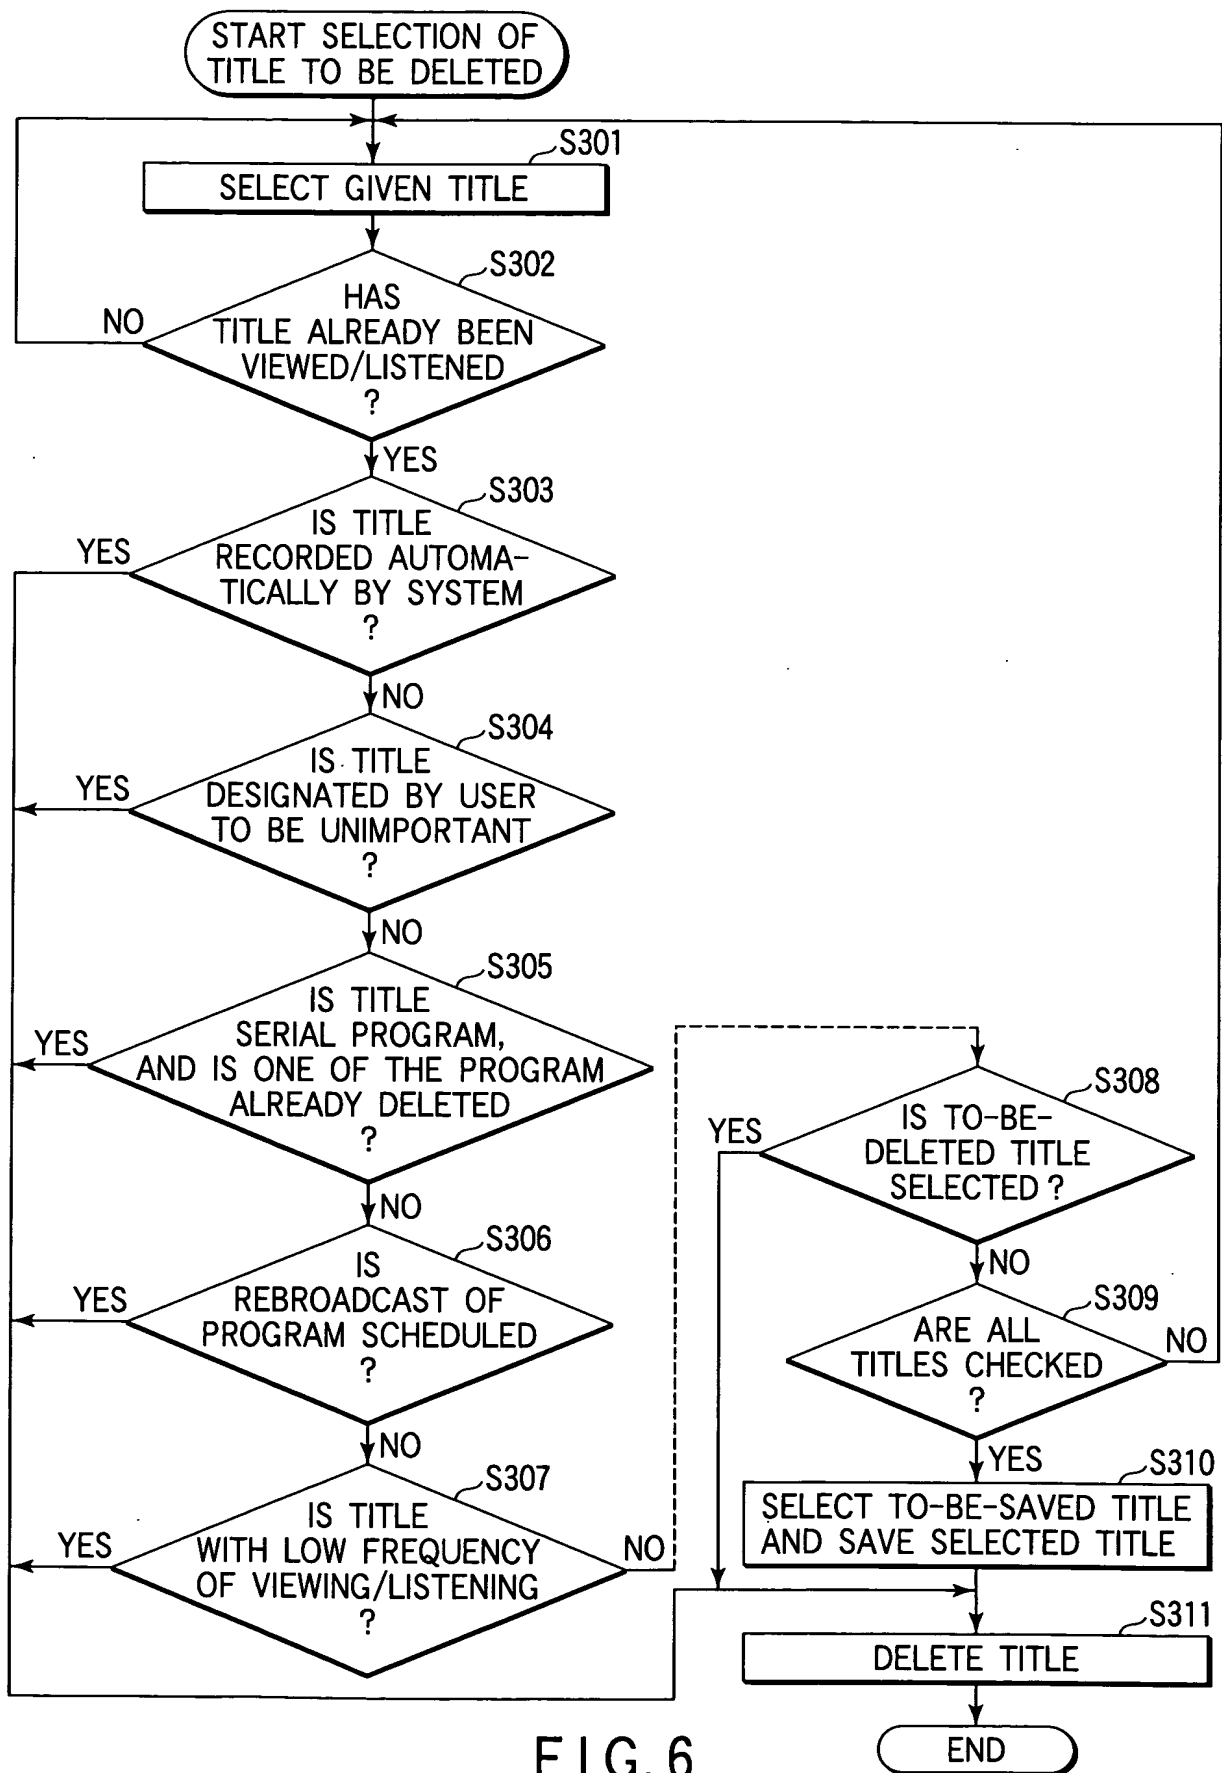 START SELECTION OF
TITLE TO BE DELETED
S301
SELECT GIVEN TITLE
S302
HAS
TITLE ALREADY BEEN
VIEWED/LISTENED
?
NO
YES
S303
IS TITLE
RECORDED AUTOMA-
TICALLY BY SYSTEM
?
YES
NO
S304
IS TITLE
DESIGNATED BY USER
TO BE UNIMPORTANT
?
YES
NO
S305
IS TITLE
SERIAL PROGRAM,
AND IS ONE OF THE PROGRAM
ALREADY DELETED
?
YES
NO
S306
IS
REBROADCAST OF
PROGRAM SCHEDULED
?
YES
NO
S307
IS TITLE
WITH LOW FREQUENCY
OF VIEWING/LISTENING
?
YES
NO
S308
IS TO-BE-
DELETED TITLE
SELECTED ?
YES
NO
S309
ARE ALL
TITLES CHECKED
?
NO
YES
S310
SELECT TO-BE-SAVED TITLE
AND SAVE SELECTED TITLE
S311
DELETE TITLE
END
FIG. 6